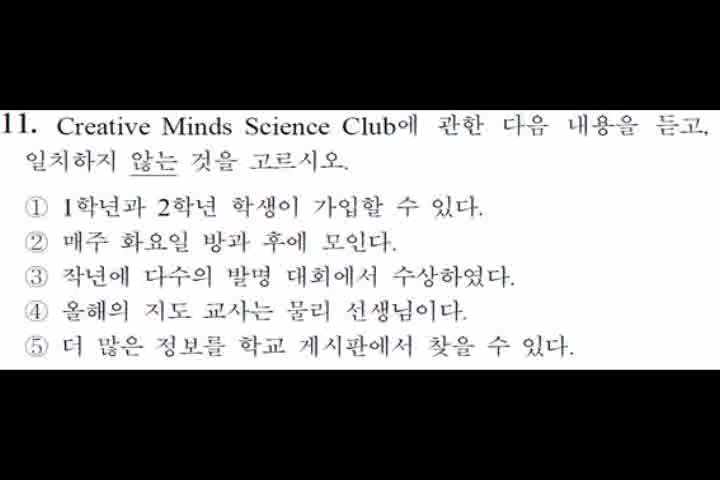 11. Creative Minds Science Club에 관한 다음 내용을 듣고,
일치하지 않는 것을 고르시오.
① 1학년과 2학년 학생이 가입할 수 있다.
② 매주 화요일 방과 후에 모인다.
③ 작년에 다수의 발명 대회에서 수상하였다.
④ 올해의 지도 교사는 물리 선생님이다.
⑤ 더 많은 정보를 학교 게시판에서 찾을 수 있다.